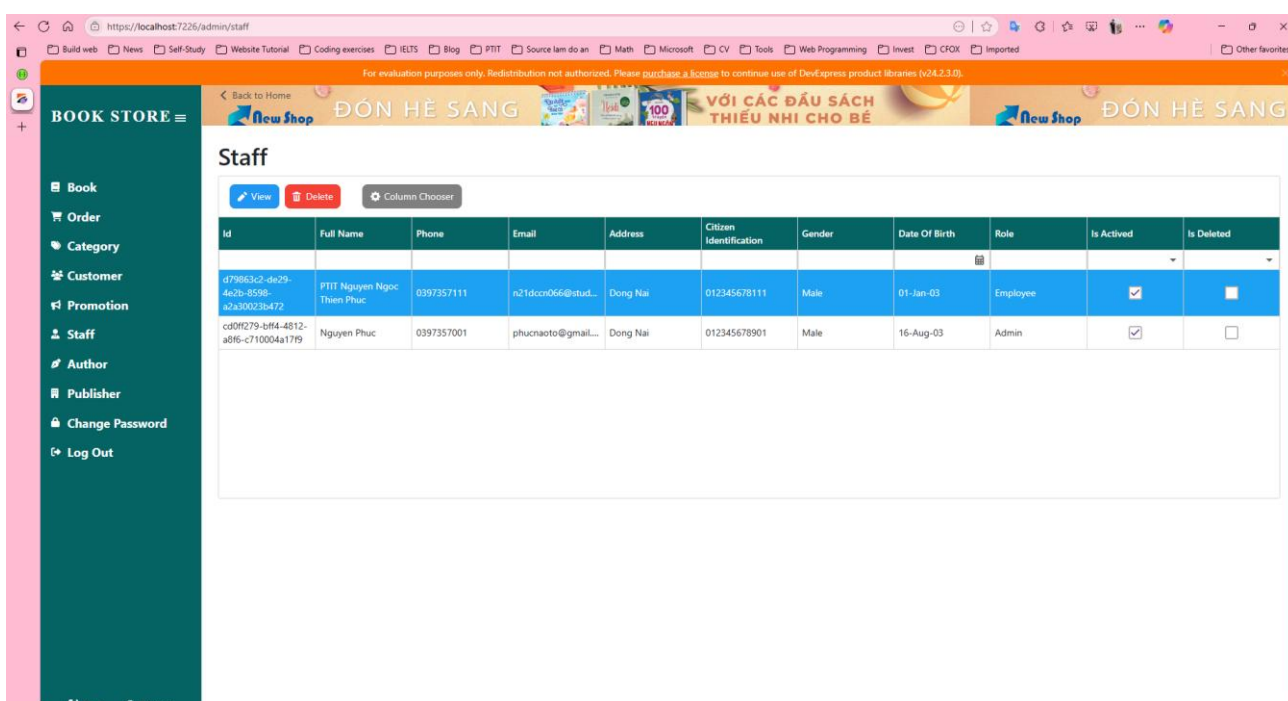 https://localhost:7226/admin/staff
Build web News Self-Study Website Tutorial Coding exercises IELTS Blog PTIT Source lam do an Math Microsoft CV Tools Web Programming Invest CFOX Imported Other favorites
For evaluation purposes only. Redistribution not authorized. Please purchase a license to continue use of DevExpress product libraries (v24.2.3.0).
BOOK STORE
Back to Home
New Shop ĐÓN HÈ SANG 100 VỚI CÁC ĐẦU SÁCH THIẾU NHI CHO BÉ New Shop ĐÓN HÈ SANG
Staff
Book
Order
Category
Customer
Promotion
Staff
Author
Publisher
Change Password
Log Out
View Delete Column Chooser
Id Full Name Phone Email Address Citizen Identification Gender Date Of Birth Role Is Actived Is Deleted
d79863c2-de29-4e2b-8598-a2a30023b472 PTIT Nguyen Ngoc Thien Phuc 0397357111 n21dccn066@stud... Dong Nai 012345678111 Male 01-Jan-03 Employee
cd0ff279-bff4-4812-a8f6-c710004a17f9 Nguyen Phuc 0397357001 phucnaoto@gmail.... Dong Nai 012345678901 Male 16-Aug-03 Admin